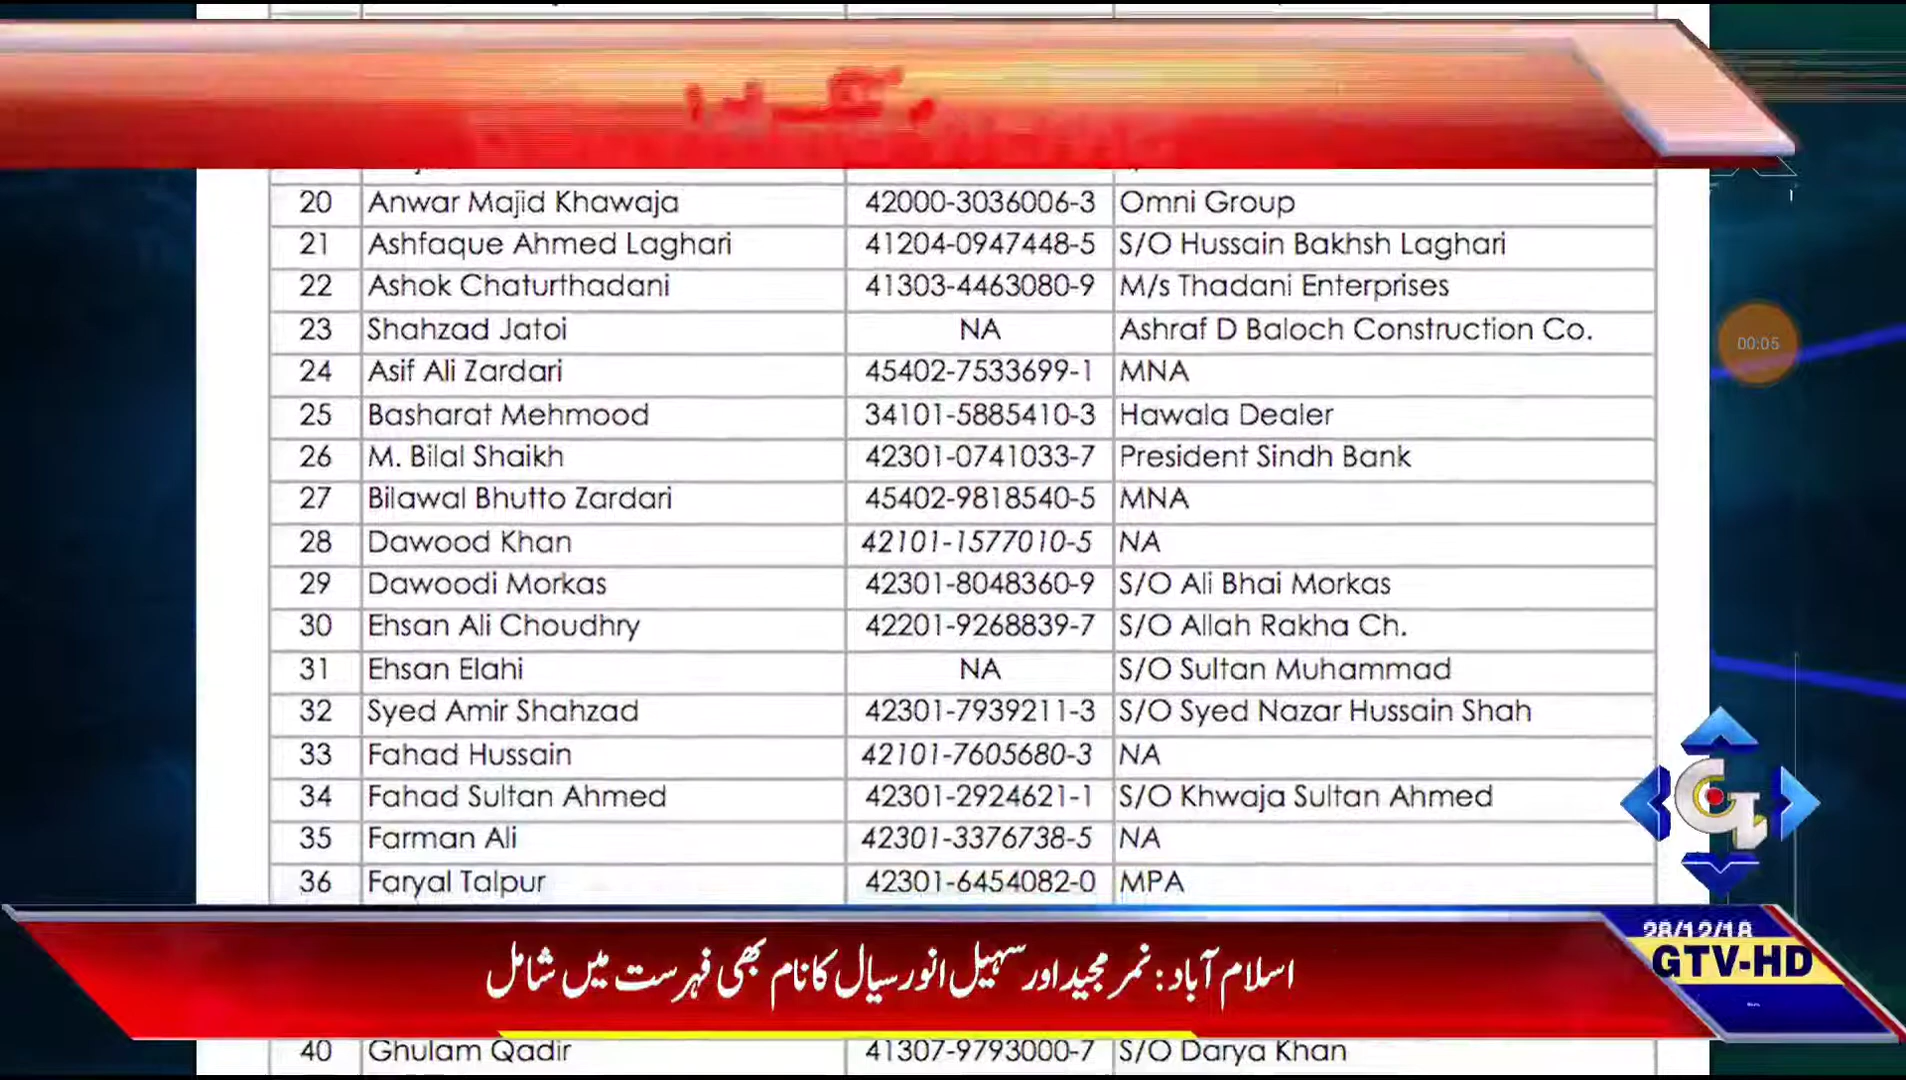 20 Anwar Majid Khawaja 42000-3036006-3 Omni Group
21 Ashfaque Ahmed Laghari 41204-0947448-5 S/O Hussain Bakhsh Laghari
22 Ashok Chaturthadani 41303-4463080-9 M/s Thadani Enterprises
23 Shahzad Jatoi NA Ashraf D Baloch Construction Co.
00:05
24 Asif Ali Zardari 45402-7533699-1 MNA
25 Basharat Mehmood 34101-5885410-3 Hawala Dealer
26 M. Bilal Shaikh 42301-0741033-7 President Sindh Bank
27 Bilawal Bhutto Zardari 45402-9818540-5 MNA
28 Dawood Khan 42101-1577010-5 NA
29 Dawoodi Morkas 42301-8048360-9 S/O Ali Bhai Morkas
30 Ehsan Ali Choudhry 42201-9268839-7 S/O Allah Rakha Ch.
31 Ehsan Elahi NA S/O Sultan Muhammad
32 Syed Amir Shahzad 42301-7939211-3 S/O Syed Nazar Hussain Shah
33 Fahad Hussain 42101-7605680-3 NA
34 Fahad Sultan Ahmed 42301-2924621-1 S/O Khwaja Sultan Ahmed
35 Farman Ali 42301-3376738-5 NA
36 Faryal Talpur 42301-6454082-0 MPA
28/12/18
GTV-HD
اسلام آباد: نمر مجید اور سہیل انور سیال کا نام بھی فہرست میں شامل
40 Ghulam Qadir 41307-9793000-7 S/O Darya Khan